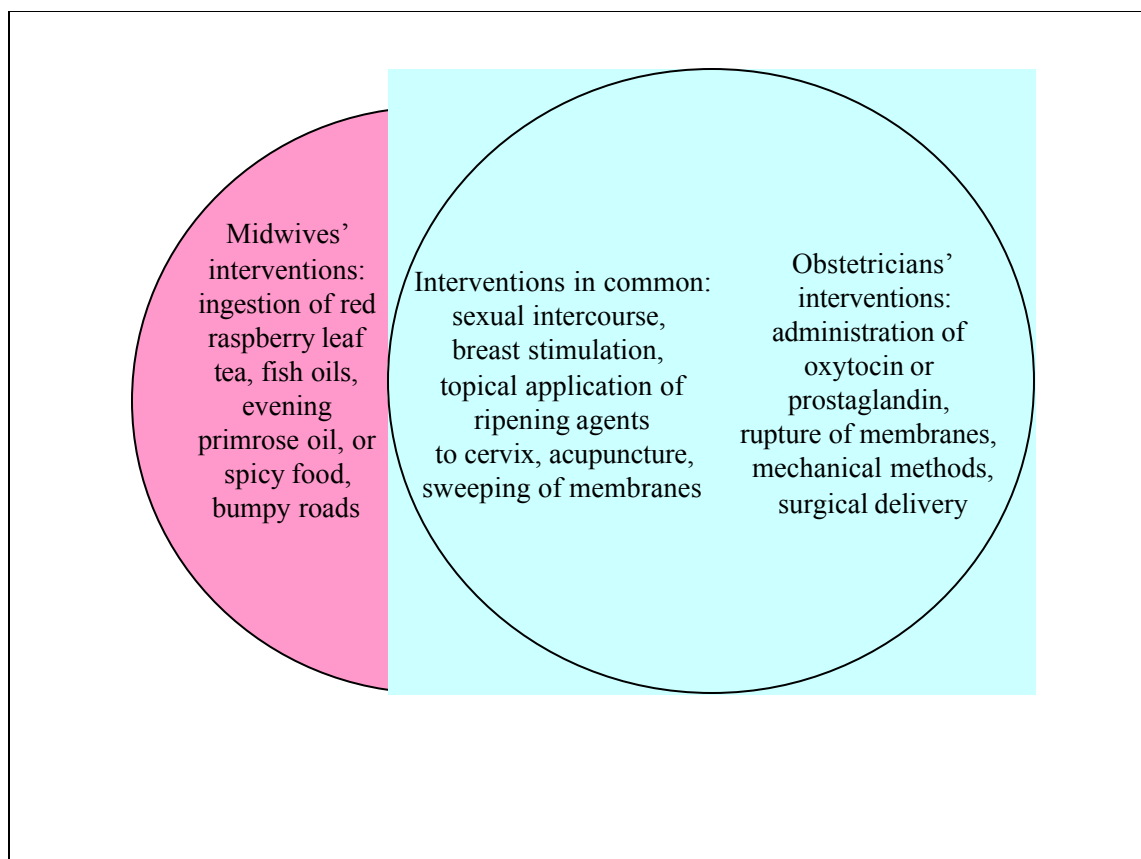 Midwives’
interventions:
ingestion of red
raspberry leaf
tea, fish oils,
evening
primrose oil, or
spicy food,
bumpy roads
Interventions in common:
sexual intercourse,
breast stimulation,
topical application of
ripening agents
to cervix, acupuncture,
sweeping of membranes
Obstetricians’
interventions:
administration of
oxytocin or
prostaglandin,
rupture of membranes,
mechanical methods,
surgical delivery